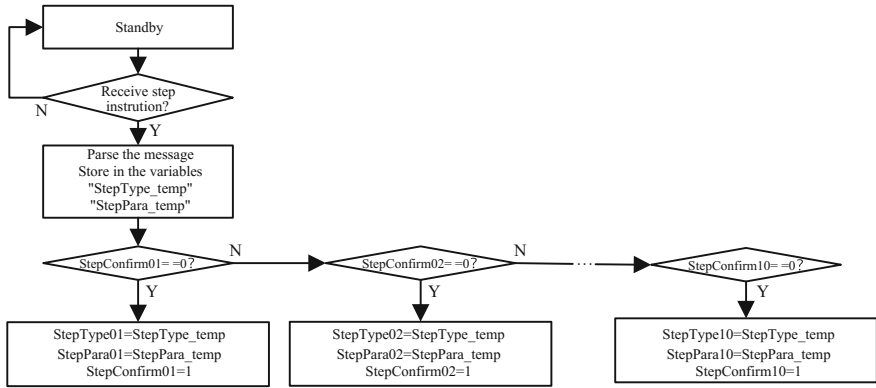 Standby
Receive step
instrution?
N
Y
Parse the message
Store in the variables
"StepType_temp"
"StepPara_temp"
StepConfirm01= =0?
N
StepConfirm02= =0?
N
...
StepConfirm10= =0?
Y
Y
Y
StepType01=StepType_temp
StepPara01=StepPara_temp
StepConfirm01=1
StepType02=StepType_temp
StepPara02=StepPara_temp
StepConfirm02=1
StepType10=StepType_temp
StepPara10=StepPara_temp
StepConfirm10=1